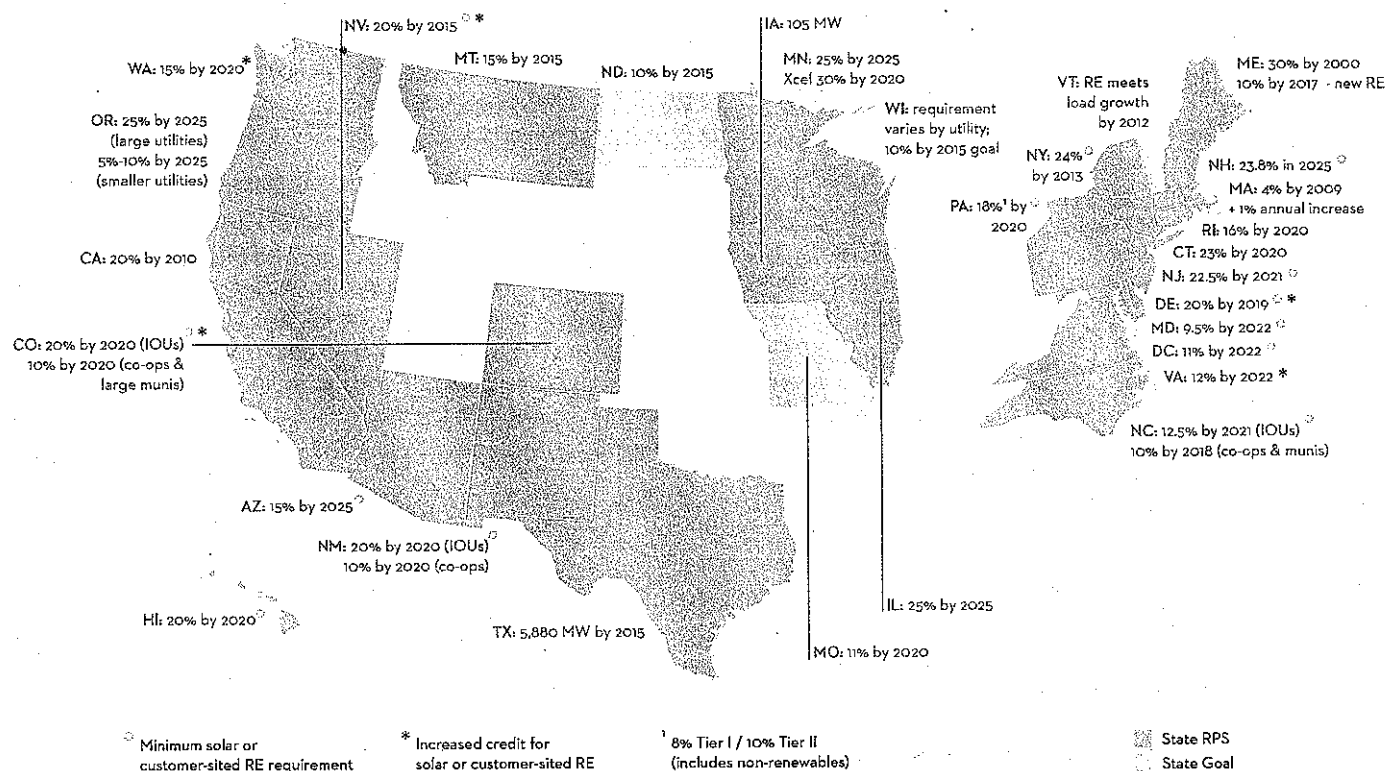 NV: 20% by 2015 ☼ *
IA: 105 MW
WA: 15% by 2020*
MT: 15% by 2015
ND: 10% by 2015
MN: 25% by 2025
Xcel 30% by 2020
ME: 30% by 2000
10% by 2017 - new RE
VT: RE meets
load growth
by 2012
OR: 25% by 2025
(large utilities)
5%-10% by 2025
(smaller utilities)
WI: requirement
varies by utility;
10% by 2015 goal
NY: 24% ☼
by 2013
NH: 23.8% in 2025 ☼
MA: 4% by 2009
+ 1% annual increase
PA: 18%¹ by ☼
2020
RI: 16% by 2020
CT: 23% by 2020
CA: 20% by 2010
NJ: 22.5% by 2021 ☼
DE: 20% by 2019 ☼ *
MD: 9.5% by 2022 ☼
DC: 11% by 2022 ☼
VA: 12% by 2022 *
CO: 20% by 2020 (IOUs) ☼ *
10% by 2020 (co-ops &
large munis)
NC: 12.5% by 2021 (IOUs) ☼
10% by 2018 (co-ops & munis)
AZ: 15% by 2025 ☼
NM: 20% by 2020 (IOUs) ☼
10% by 2020 (co-ops)
HI: 20% by 2020 ☼
TX: 5,880 MW by 2015
IL: 25% by 2025
MO: 11% by 2020
☼ Minimum solar or
customer-sited RE requirement
* Increased credit for
solar or customer-sited RE
¹ 8% Tier I / 10% Tier II
(includes non-renewables)
State RPS
State Goal